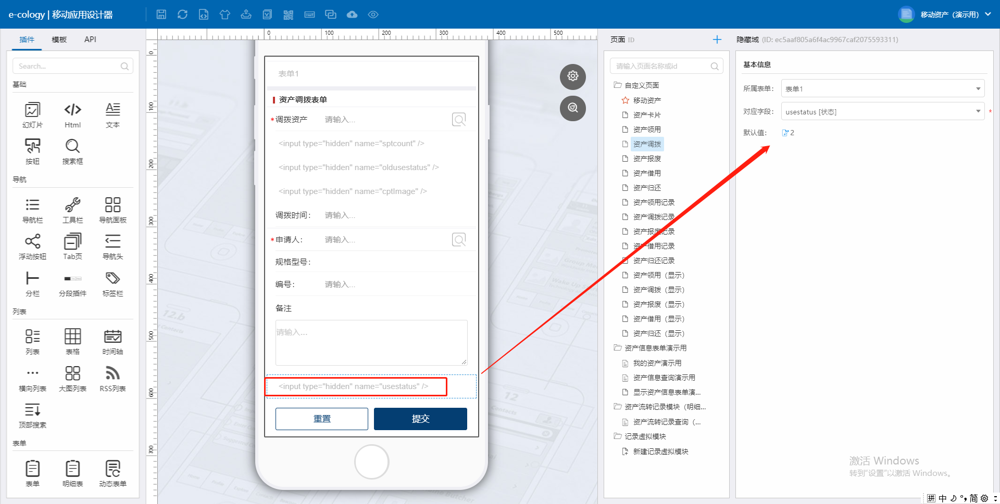 e-cology | 移动应用设计器
移动资产（演示用）
插件
模板
API
Search...
基础
幻灯片
Html
文本
按钮
搜素框
导航
导航栏
工具栏
导航面板
浮动按钮
Tab页
导航头
分栏
分段插件
标签栏
列表
列表
表格
时间轴
横向列表
大图列表
RSS列表
顶部搜索
表单
表单
明细表
动态表单
0 100 200 300 400 500
0
100
200
300
400
500
600
700
表单1
资产调拨表单
*调拨资产 请输入...
<input type="hidden" name="sptcount" />
<input type="hidden" name="oldusestatus" />
<input type="hidden" name="cptImage" />
调拨时间： 请输入...
*申请人： 请输入...
规格型号：
编号： 请输入...
备注
请输入...
<input type="hidden" name="usestatus" />
重置
提交
页面 ID
请输入页面名称或id
自定义页面
移动资产
资产卡片
资产领用
资产调拨
资产报废
资产借用
资产归还
资产领用记录
资产调拨记录
资产报废记录
资产借用记录
资产归还记录
资产领用（显示）
资产调拨（显示）
资产报废（显示）
资产借用（显示）
资产归还（显示）
资产信息表单演示用
我的资产演示用
资产信息查询演示用
显示资产信息表单演...
资产流转记录模块（明细...
资产流转记录查询（...
记录虚拟模块
新建记录虚拟模块
隐藏域 (ID: ec5aaf805a6f4ac9967caf2075593311)
基本信息
所属表单： 表单1
对应字段： usestatus [状态] *
默认值： 2
激活 Windows
转到"设置"以激活 Windows。
拼 中 简